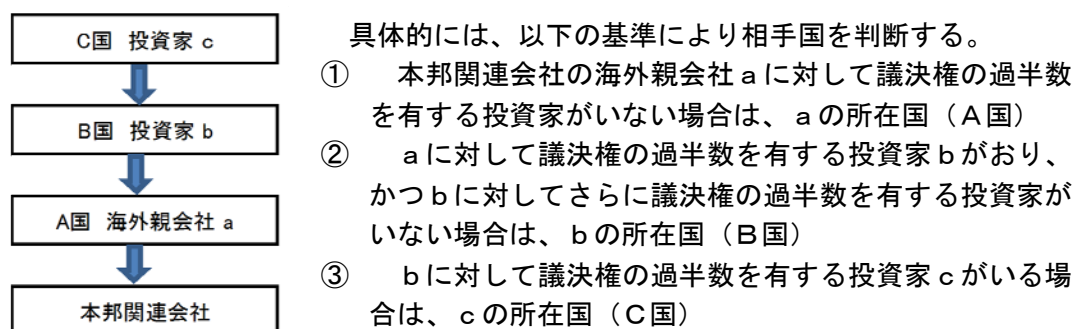 C国 投資家 c
B国 投資家 b
A国 海外親会社 a
本邦関連会社
具体的には、以下の基準により相手国を判断する。
① 本邦関連会社の海外親会社ａに対して議決権の過半数
を有する投資家がいない場合は、ａの所在国（Ａ国）
② ａに対して議決権の過半数を有する投資家ｂがおり、
かつｂに対してさらに議決権の過半数を有する投資家が
いない場合は、ｂの所在国（Ｂ国）
③ ｂに対して議決権の過半数を有する投資家ｃがいる場
合は、ｃの所在国（Ｃ国）